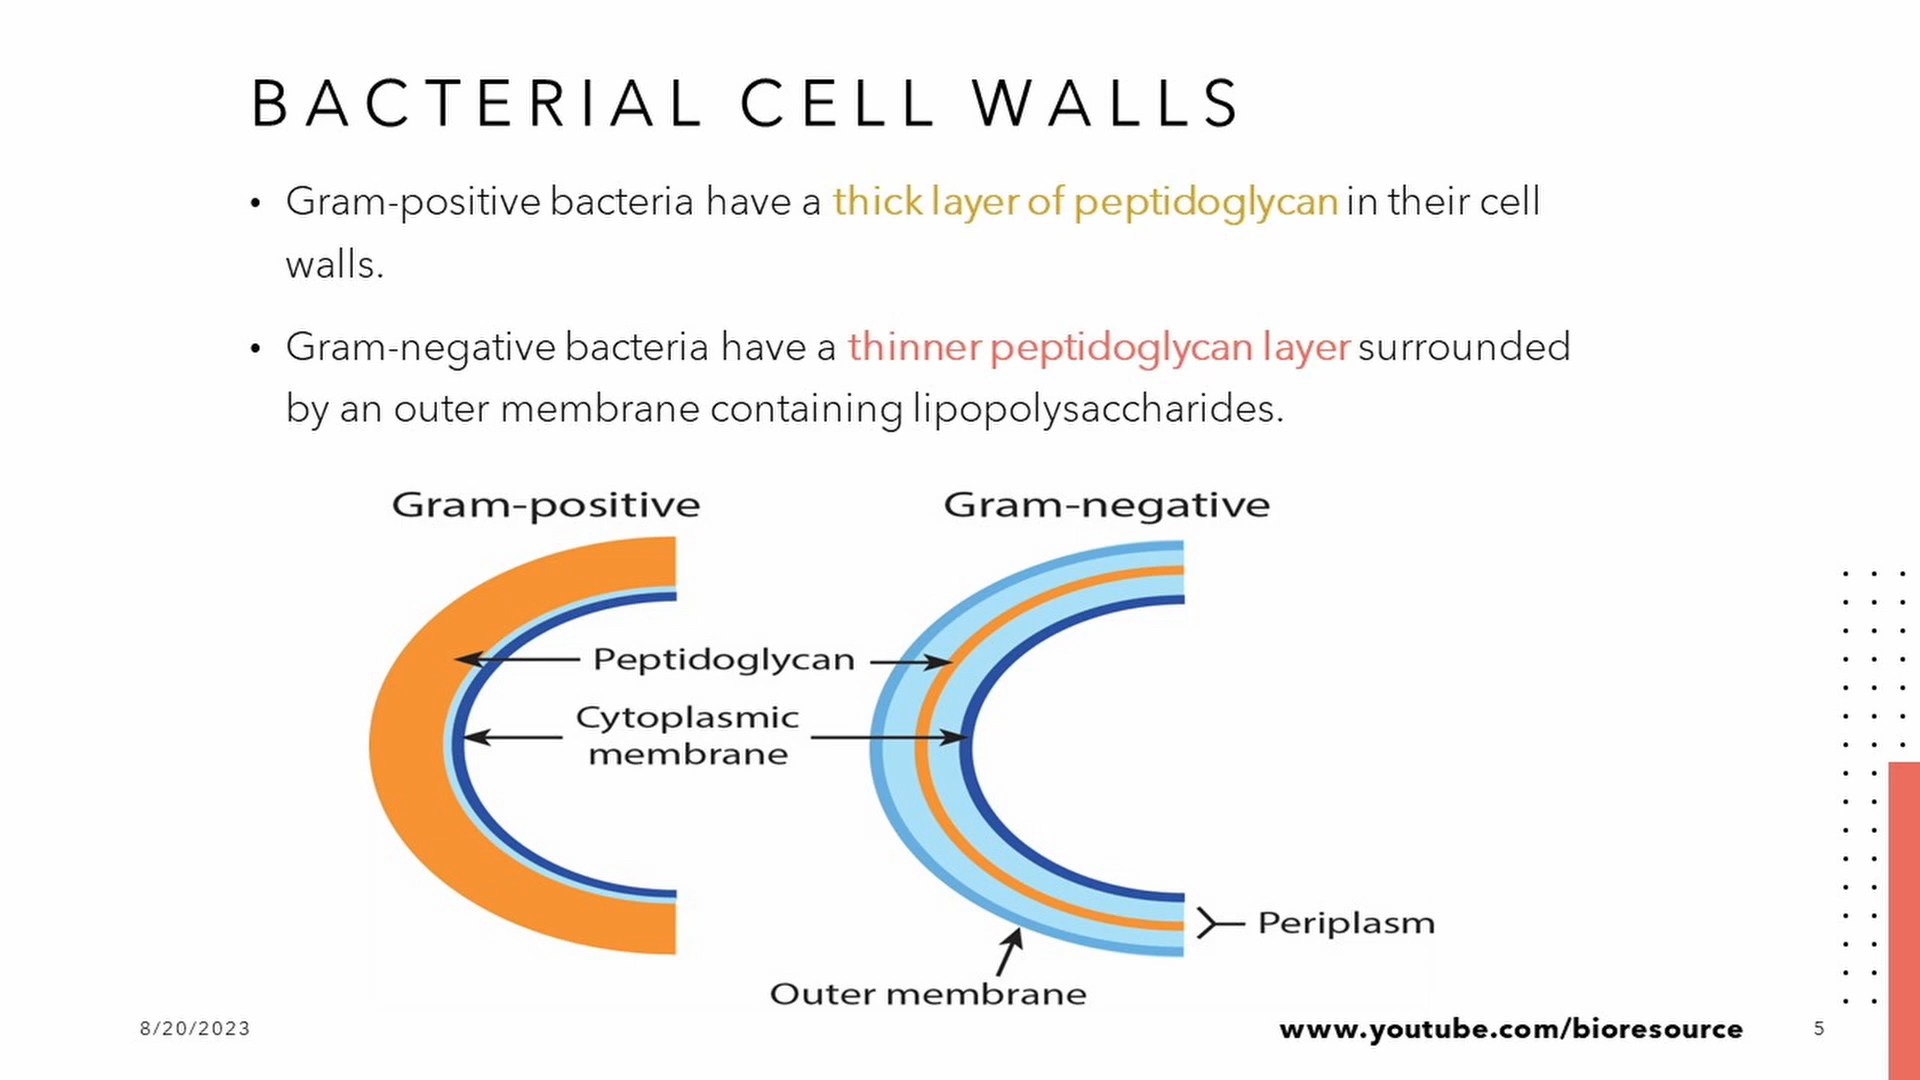 BACTERIAL CELL WALLS
• Gram-positive bacteria have a thick layer of peptidoglycan in their cell
walls.
• Gram-negative bacteria have a thinner peptidoglycan layer surrounded
by an outer membrane containing lipopolysaccharides.
Gram-positive
Gram-negative
Peptidoglycan
Cytoplasmic
membrane
Periplasm
Outer membrane
8/20/2023
www.youtube.com/bioresource
5